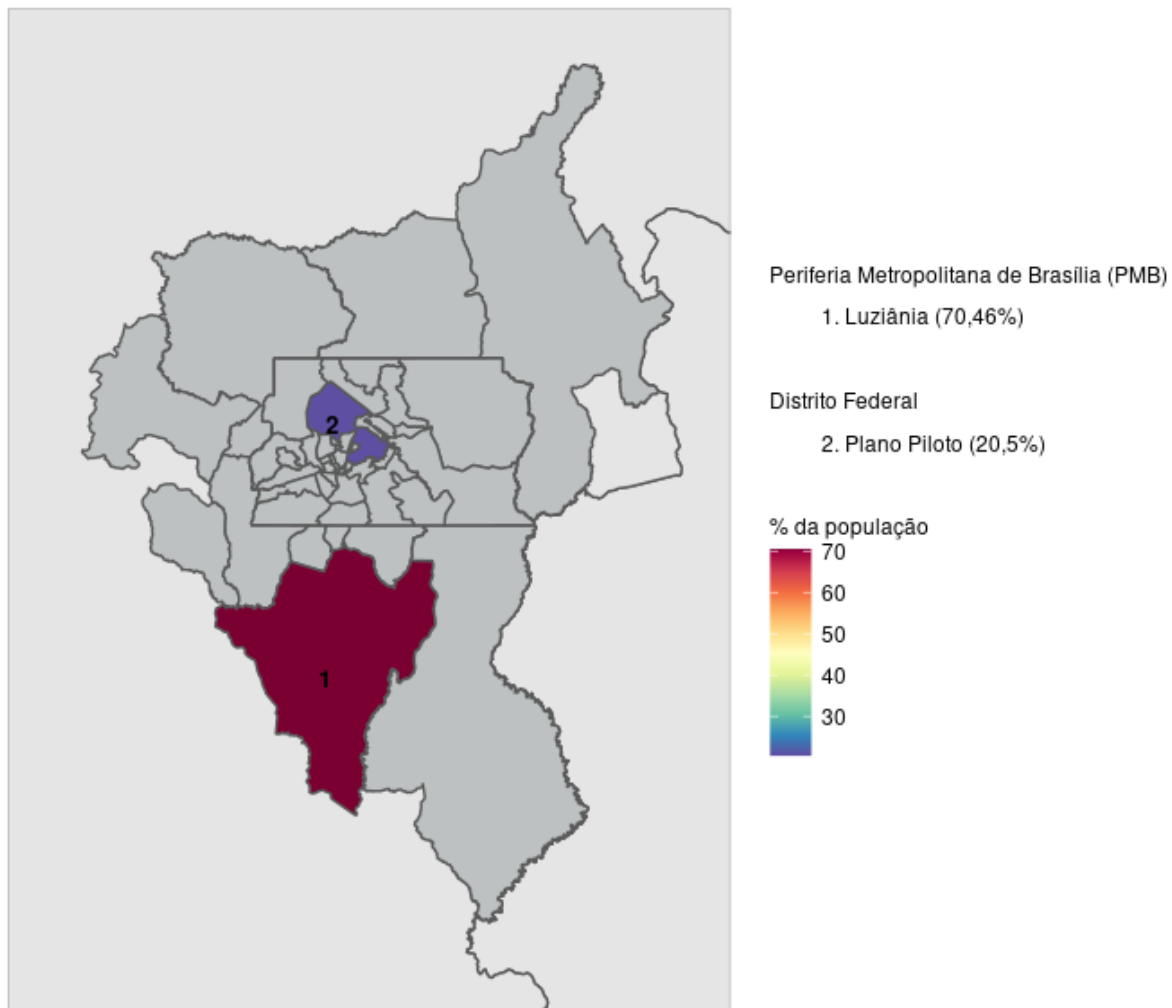 Periferia Metropolitana de Brasília (PMB)
1. Luziânia (70,46%)
Distrito Federal
2. Plano Piloto (20,5%)
% da população
70
60
50
40
30
2
1